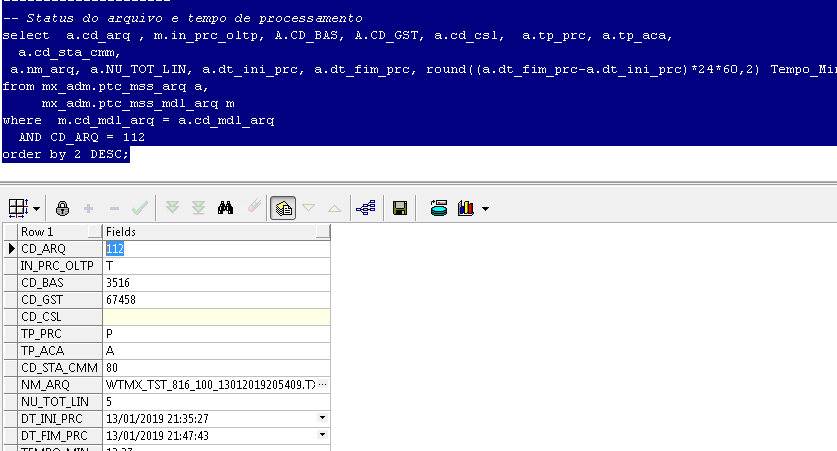 -- Status do arquivo e tempo de processamento
select  a.cd_arq , m.in_prc_oltp, A.CD_BAS, A.CD_GST, a.cd_csl,  a.tp_prc, a.tp_aca,
a.cd_sta_cmm,
a.nm_arq, a.NU_TOT_LIN, a.dt_ini_prc, a.dt_fim_prc, round((a.dt_fim_prc-a.dt_ini_prc)*24*60,2) Tempo_Min
from mx_adm.ptc_mss_arq a,
mx_adm.ptc_mss_mdl_arq m
where  m.cd_mdl_arq = a.cd_mdl_arq
AND CD_ARQ = 112
order by 2 DESC;
Row 1 Fields
CD_ARQ 112
IN_PRC_OLTP T
CD_BAS 3516
CD_GST 67458
CD_CSL
TP_PRC P
TP_ACA A
CD_STA_CMM 80
NM_ARQ WTMX_TST_816_100_13012019205409.TX ...
NU_TOT_LIN 5
DT_INI_PRC 13/01/2019 21:35:27
DT_FIM_PRC 13/01/2019 21:47:43